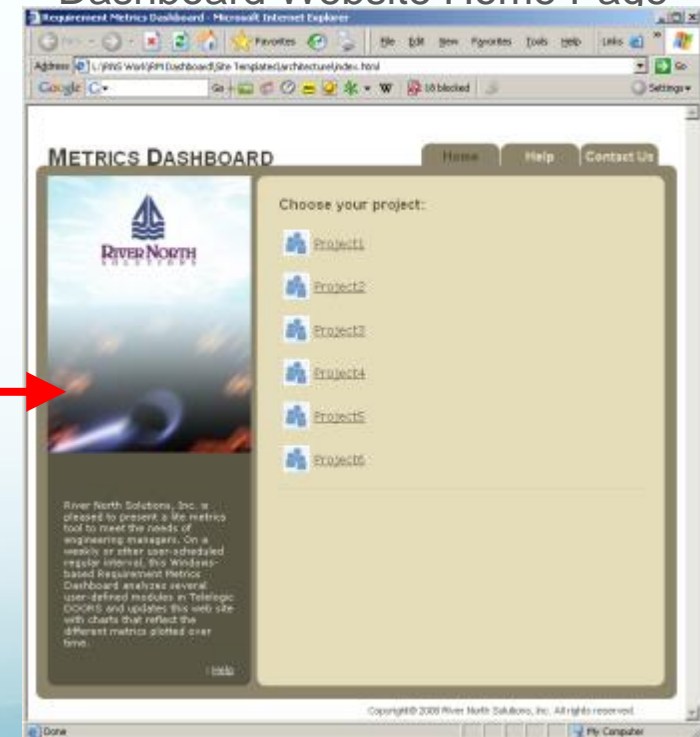 Dashboard Website Home Page
Requirement Metrics Dashboard - Microsoft Internet Explorer
Favorites File Edit View Favorites Tools Help Links
Address Go
Google Go W 18 blocked Settings
METRICS DASHBOARD
Home Help Contact Us
RIVER NORTH
SOLUTIONS
Choose your project:
Project1
Project2
Project3
Project4
Project5
Project6
River North Solutions, Inc. is
pleased to present a lite metrics
tool to meet the needs of
engineering managers. On a
weekly or other user-scheduled
regular interval, this Windows-
based Requirement Metrics
Dashboard analyzes several
user-defined modules in Telelogic
DOORS and updates this web site
with charts that reflect the
different metrics plotted over
time.
Help
Copyright© River North Solutions, Inc. All rights reserved.
Done My Computer